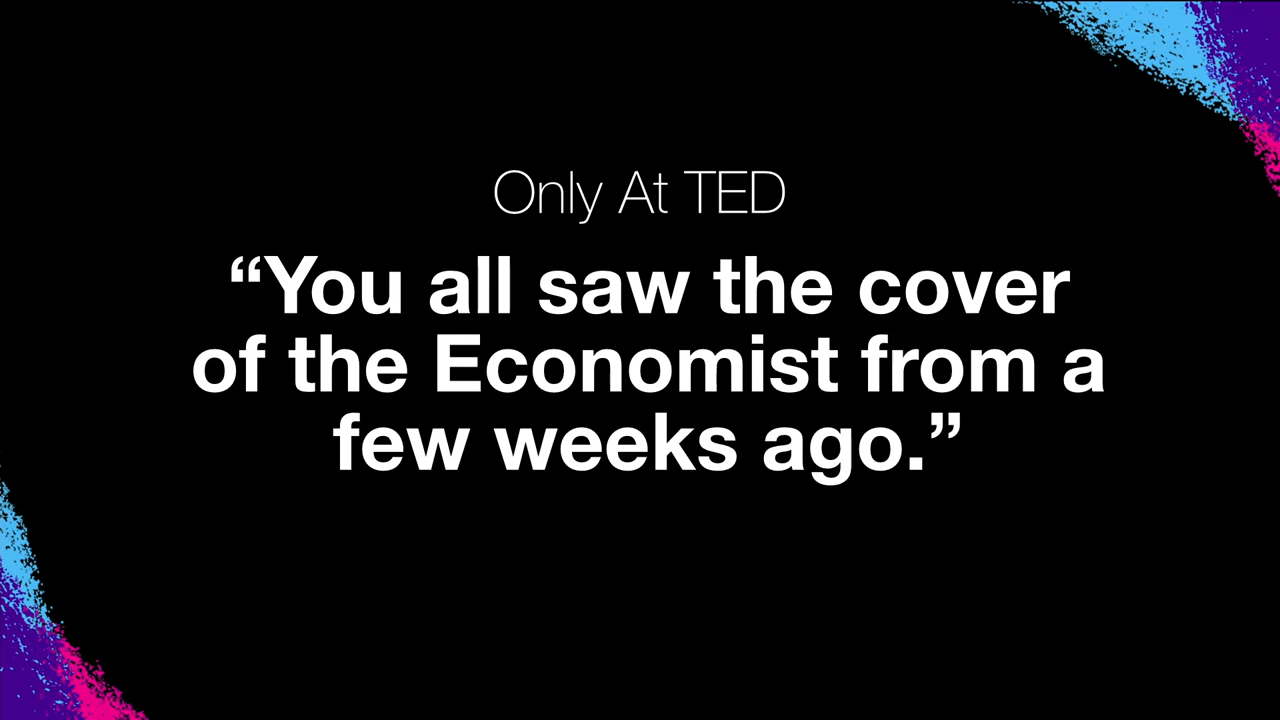 Only At TED
“You all saw the cover
of the Economist from a
few weeks ago.”